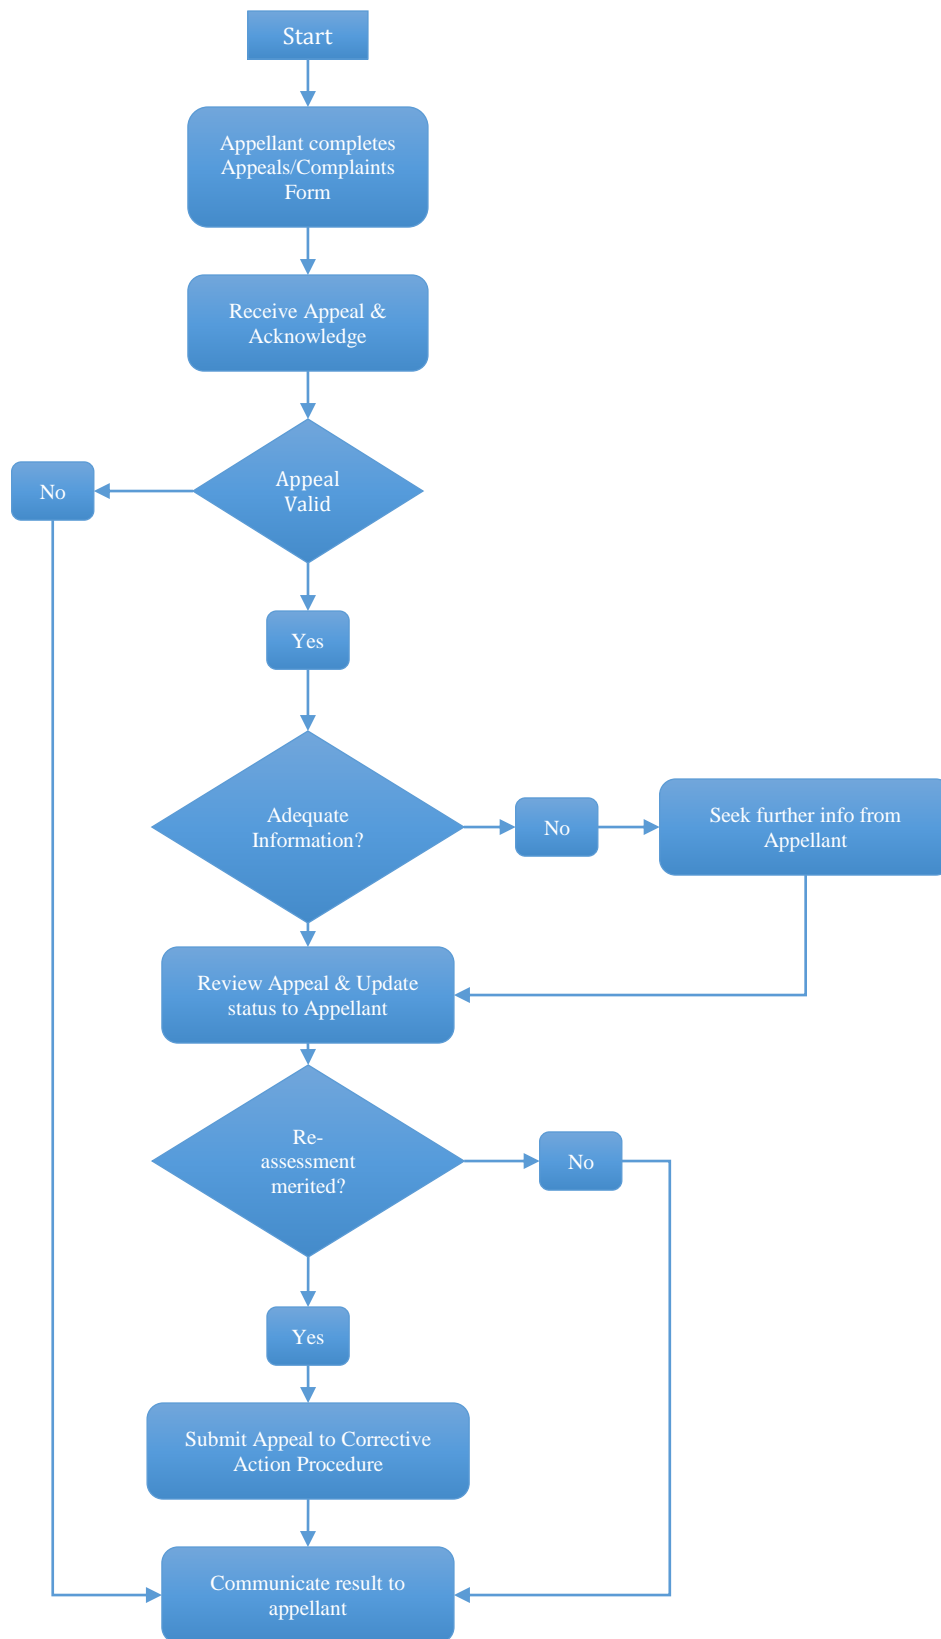 Start
Appellant completes
Appeals/Complaints
Form
Receive Appeal &
Acknowledge
Appeal
Valid
No
Yes
Adequate
Information?
No
Seek further info from
Appellant
Review Appeal & Update
status to Appellant
Re-
assessment
merited?
No
Yes
Submit Appeal to Corrective
Action Procedure
Communicate result to
appellant